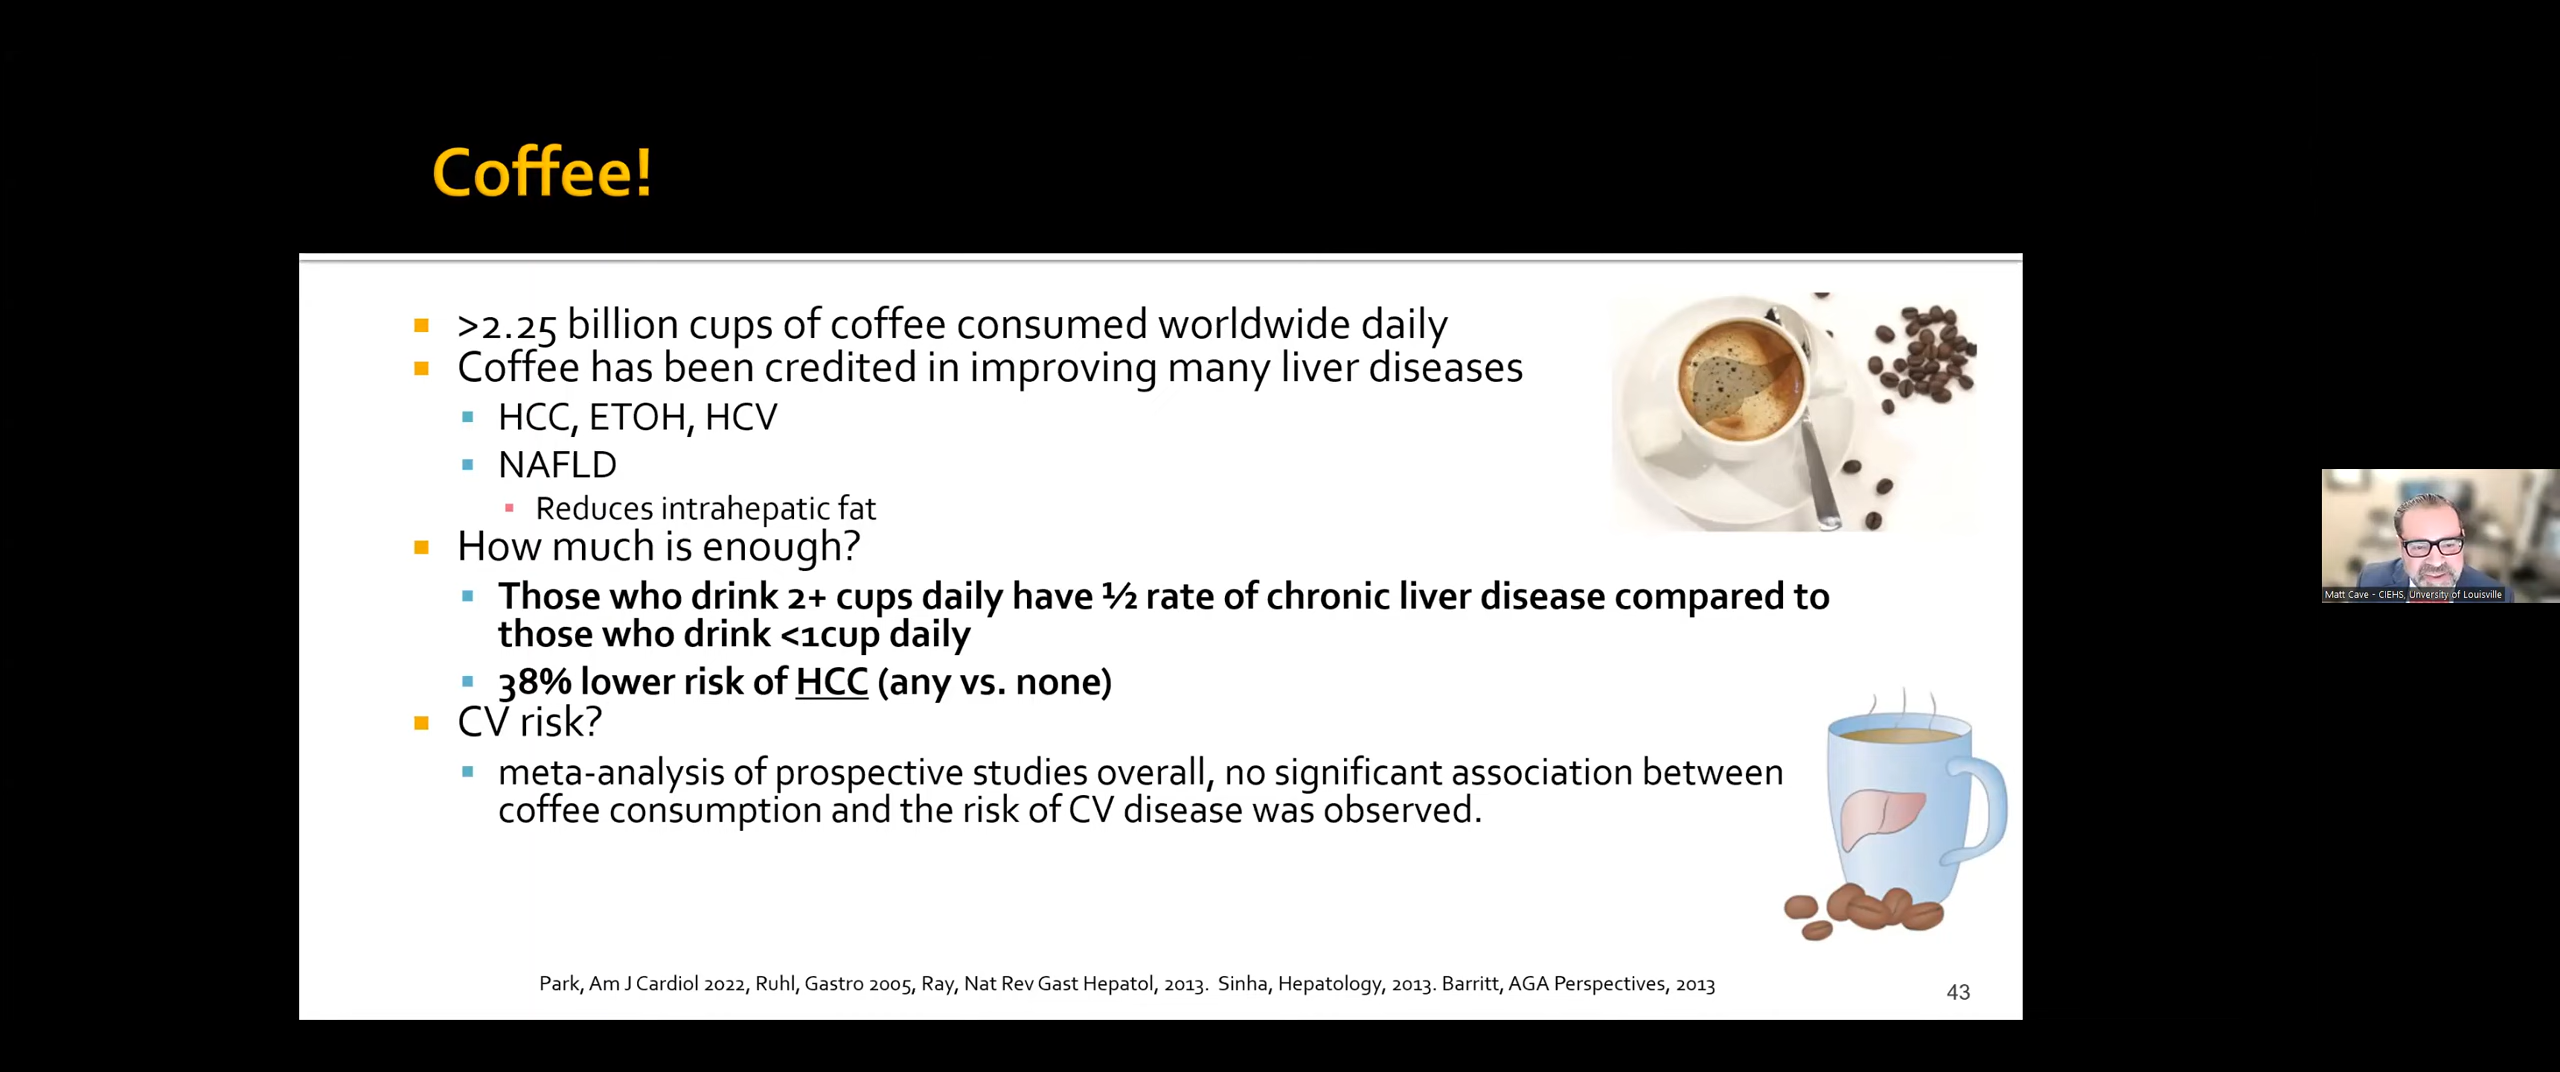 Coffee!
>2.25 billion cups of coffee consumed worldwide daily
Coffee has been credited in improving many liver diseases
HCC, ETOH, HCV
NAFLD
Reduces intrahepatic fat
How much is enough?
Those who drink 2+ cups daily have ½ rate of chronic liver disease compared to
those who drink <1cup daily
38% lower risk of HCC (any vs. none)
CV risk?
meta-analysis of prospective studies overall, no significant association between
coffee consumption and the risk of CV disease was observed.
Park, Am J Cardiol 2022, Ruhl, Gastro 2005, Ray, Nat Rev Gast Hepatol, 2013. Sinha, Hepatology, 2013. Barritt, AGA Perspectives, 2013
43
Matt Cave - CIEHS, Unversity of Louisville